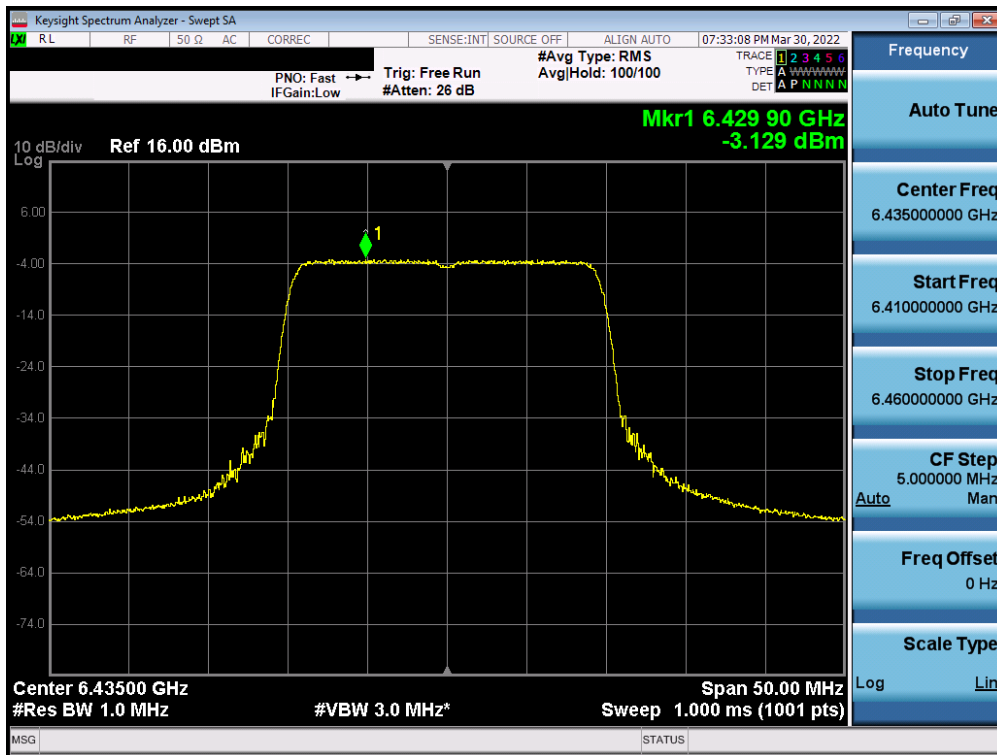 Keysight Spectrum Analyzer - Swept SA
LXI RL RF 50 Ω AC CORREC SENSE:INT SOURCE OFF ALIGN AUTO 07:33:08 PM Mar 30, 2022
PNO: Fast Trig: Free Run #Avg Type: RMS TRACE 1 2 3 4 5 6
IFGain:Low #Atten: 26 dB Avg|Hold: 100/100 TYPE A WWWWW
DET A P N N N N
Mkr1 6.429 90 GHz
-3.129 dBm
10 dB/div Ref 16.00 dBm
Log
1
6.00
-4.00
-14.0
-24.0
-34.0
-44.0
-54.0
-64.0
-74.0
Center 6.43500 GHz Span 50.00 MHz
#Res BW 1.0 MHz #VBW 3.0 MHz* Sweep 1.000 ms (1001 pts)
MSG STATUS
Frequency
Auto Tune
Center Freq
6.435000000 GHz
Start Freq
6.410000000 GHz
Stop Freq
6.460000000 GHz
CF Step
5.000000 MHz
Auto Man
Freq Offset
0 Hz
Scale Type
Log Lin